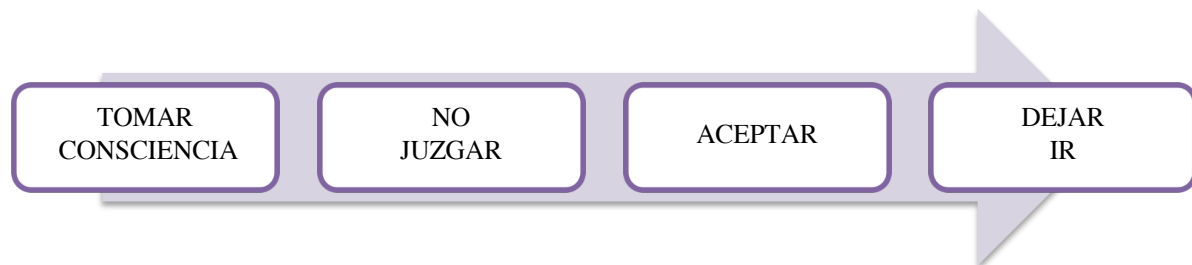 TOMAR
CONSCIENCIA
NO
JUZGAR
ACEPTAR
DEJAR
IR